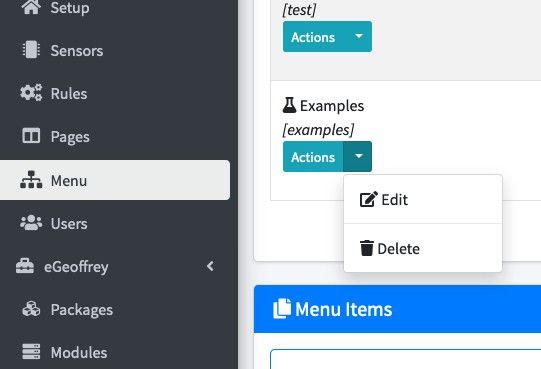 Setup
Sensors
Rules
Pages
Menu
Users
eGeoffrey
Packages
Modules
[test]
Actions
Examples
[examples]
Actions
Edit
Delete
Menu Items